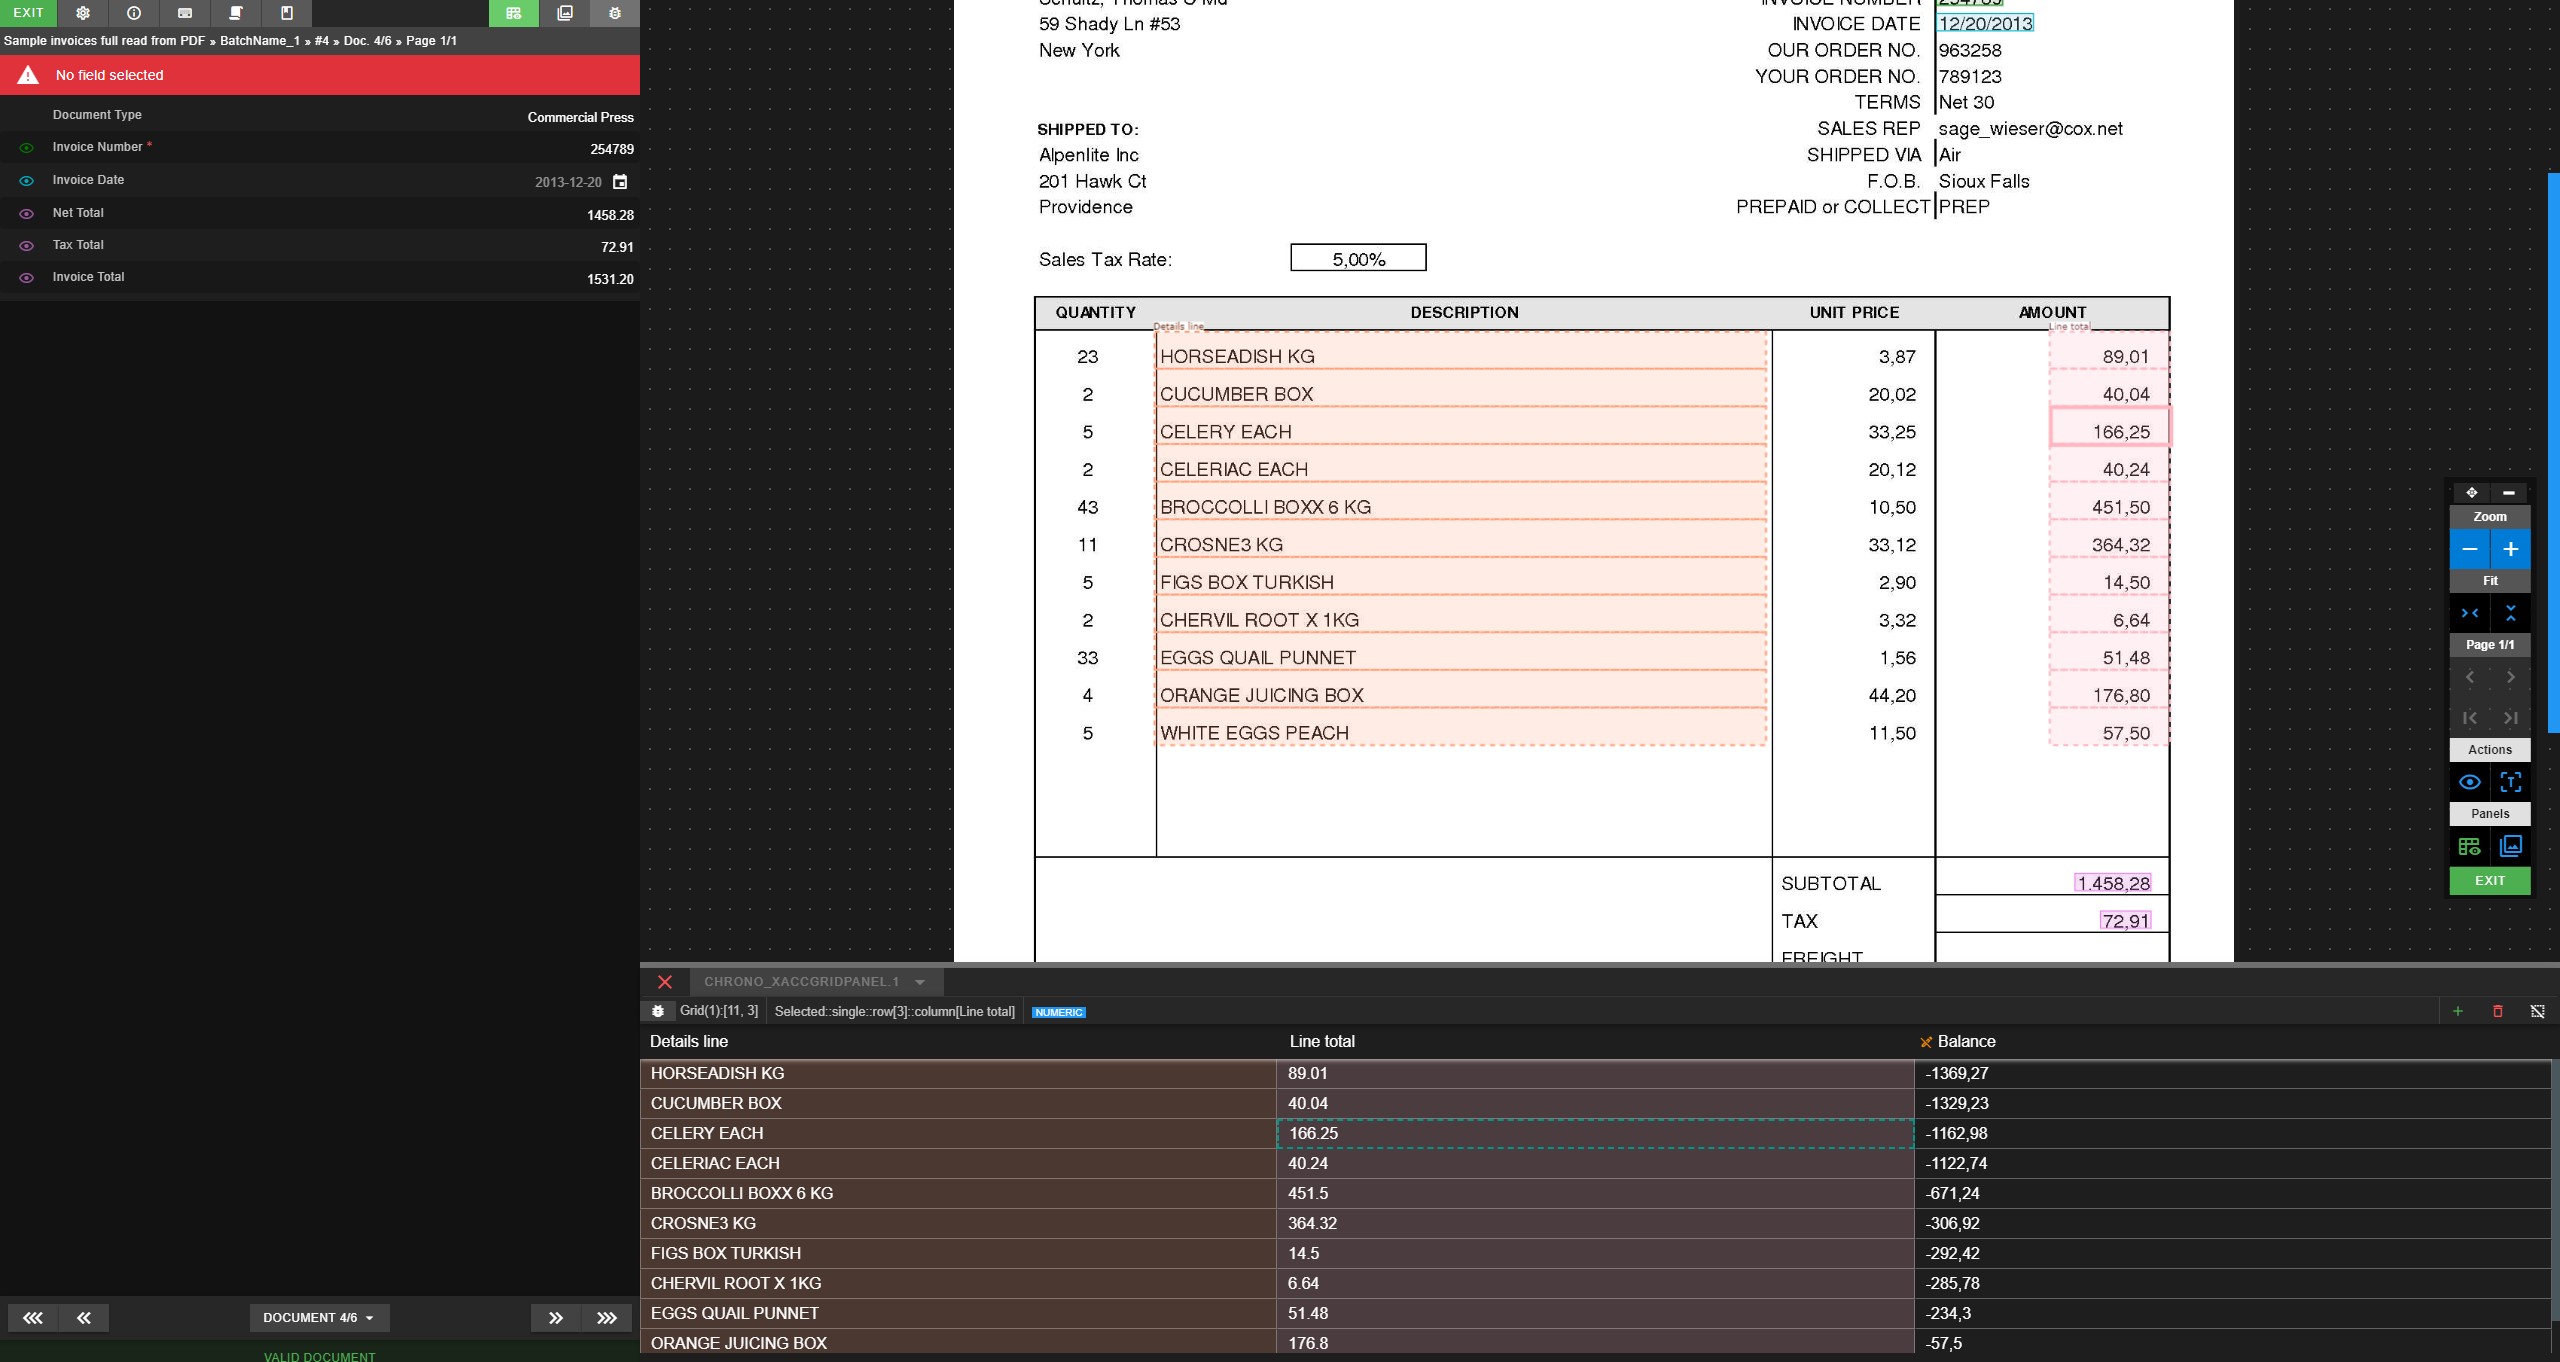 EXIT
Sample invoices full read from PDF » BatchName_1 » #4 » Doc. 4/6 » Page 1/1
No field selected
Document Type Commercial Press
Invoice Number * 254789
Invoice Date 2013-12-20
Net Total 1458.28
Tax Total 72.91
Invoice Total 1531.20
DOCUMENT 4/6
VALID DOCUMENT
Schultz, Thomas C Md INVOICE NUMBER 254789
59 Shady Ln #53 INVOICE DATE 12/20/2013
New York OUR ORDER NO. 963258
YOUR ORDER NO. 789123
TERMS Net 30
SHIPPED TO: SALES REP sage_wieser@cox.net
Alpenlite Inc SHIPPED VIA Air
201 Hawk Ct F.O.B. Sioux Falls
Providence PREPAID or COLLECT PREP
Sales Tax Rate: 5,00%
QUANTITY DESCRIPTION UNIT PRICE AMOUNT
Details line Line total
23 HORSEADISH KG 3,87 89,01
2 CUCUMBER BOX 20,02 40,04
5 CELERY EACH 33,25 166,25
2 CELERIAC EACH 20,12 40,24
43 BROCCOLLI BOXX 6 KG 10,50 451,50
11 CROSNE3 KG 33,12 364,32
5 FIGS BOX TURKISH 2,90 14,50
2 CHERVIL ROOT X 1KG 3,32 6,64
33 EGGS QUAIL PUNNET 1,56 51,48
4 ORANGE JUICING BOX 44,20 176,80
5 WHITE EGGS PEACH 11,50 57,50
SUBTOTAL 1.458,28
TAX 72,91
FREIGHT
Zoom
Fit
Page 1/1
Actions
Panels
EXIT
CHRONO_XACCGRIDPANEL.1
Grid(1):[11, 3] Selected::single::row[3]::column[Line total] NUMERIC
Details line Line total Balance
HORSEADISH KG 89.01 -1369,27
CUCUMBER BOX 40.04 -1329,23
CELERY EACH 166.25 -1162,98
CELERIAC EACH 40.24 -1122,74
BROCCOLLI BOXX 6 KG 451.5 -671,24
CROSNE3 KG 364.32 -306,92
FIGS BOX TURKISH 14.5 -292,42
CHERVIL ROOT X 1KG 6.64 -285,78
EGGS QUAIL PUNNET 51.48 -234,3
ORANGE JUICING BOX 176.8 -57,5